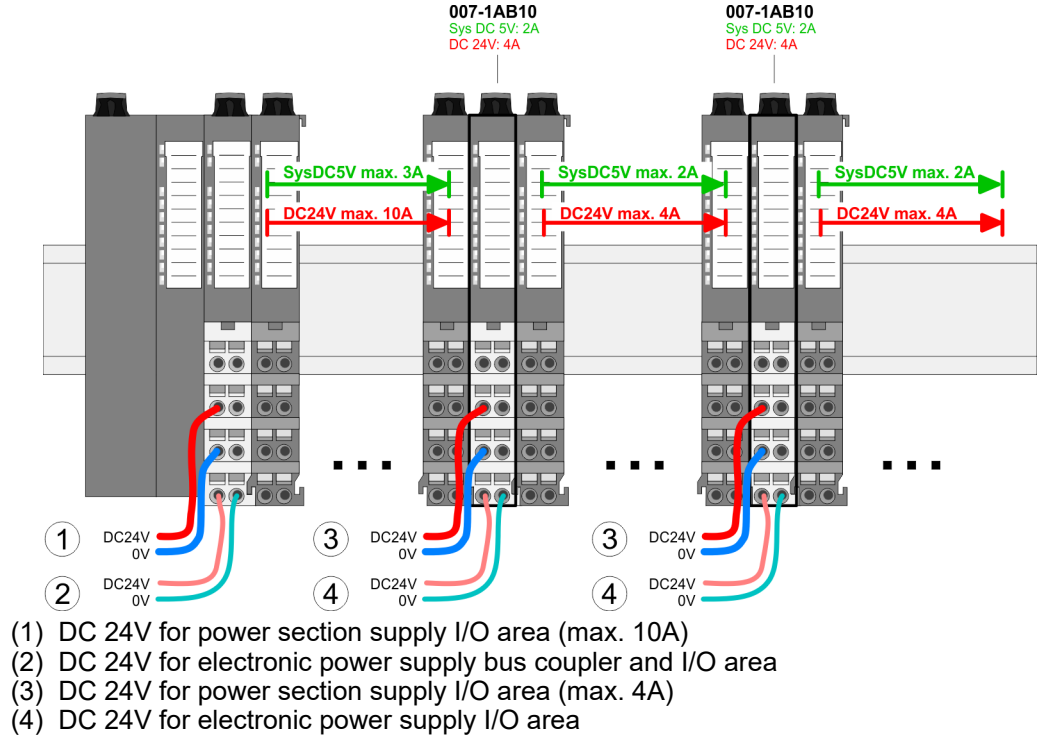 007-1AB10
Sys DC 5V: 2A
DC 24V: 4A
007-1AB10
Sys DC 5V: 2A
DC 24V: 4A
SysDC5V max. 3A
SysDC5V max. 2A
SysDC5V max. 2A
DC24V max. 10A
DC24V max. 4A
DC24V max. 4A
1 DC24V
0V
2 DC24V
0V
3 DC24V
0V
4 DC24V
0V
3 DC24V
0V
4 DC24V
0V
(1) DC 24V for power section supply I/O area (max. 10A)
(2) DC 24V for electronic power supply bus coupler and I/O area
(3) DC 24V for power section supply I/O area (max. 4A)
(4) DC 24V for electronic power supply I/O area